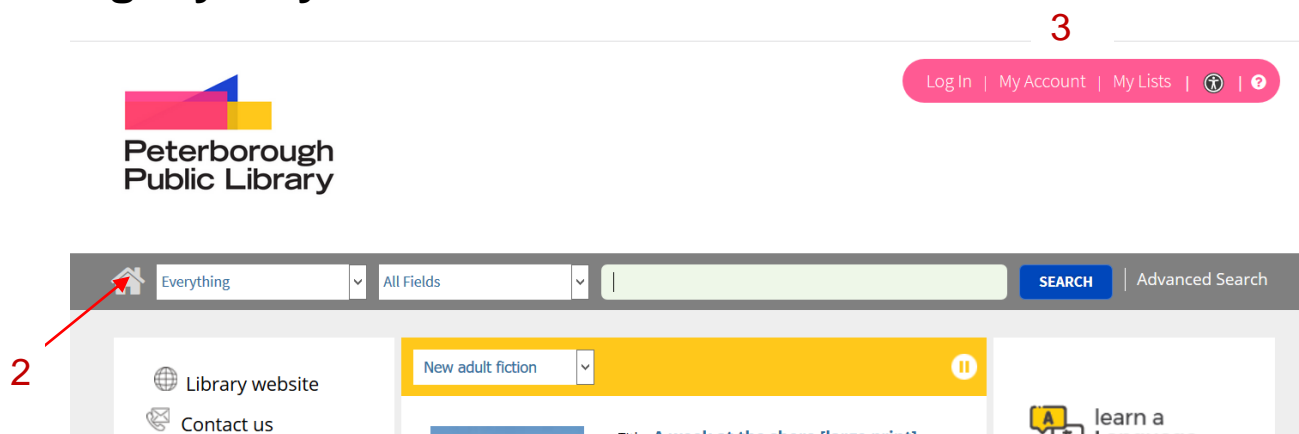 3
Log In | My Account | My Lists | | ?
Peterborough
Public Library
Everything
All Fields
SEARCH
Advanced Search
2
New adult fiction
Library website
Contact us
learn a